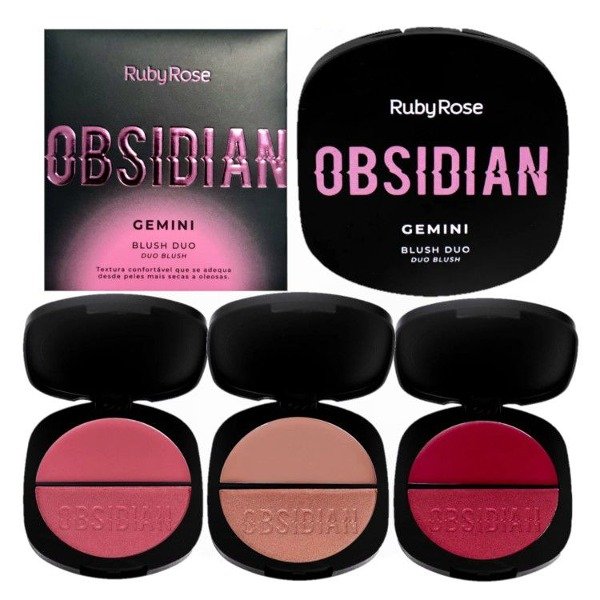 RubyRose
OBSIDIAN
GEMINI
BLUSH DUO
DUO BLUSH
Textura confortável que se adequa
desde peles mais secas a oleosas.
RubyRose
OBSIDIAN
GEMINI
BLUSH DUO
DUO BLUSH
OBSIDIAN
OBSIDIAN
OBSIDIAN